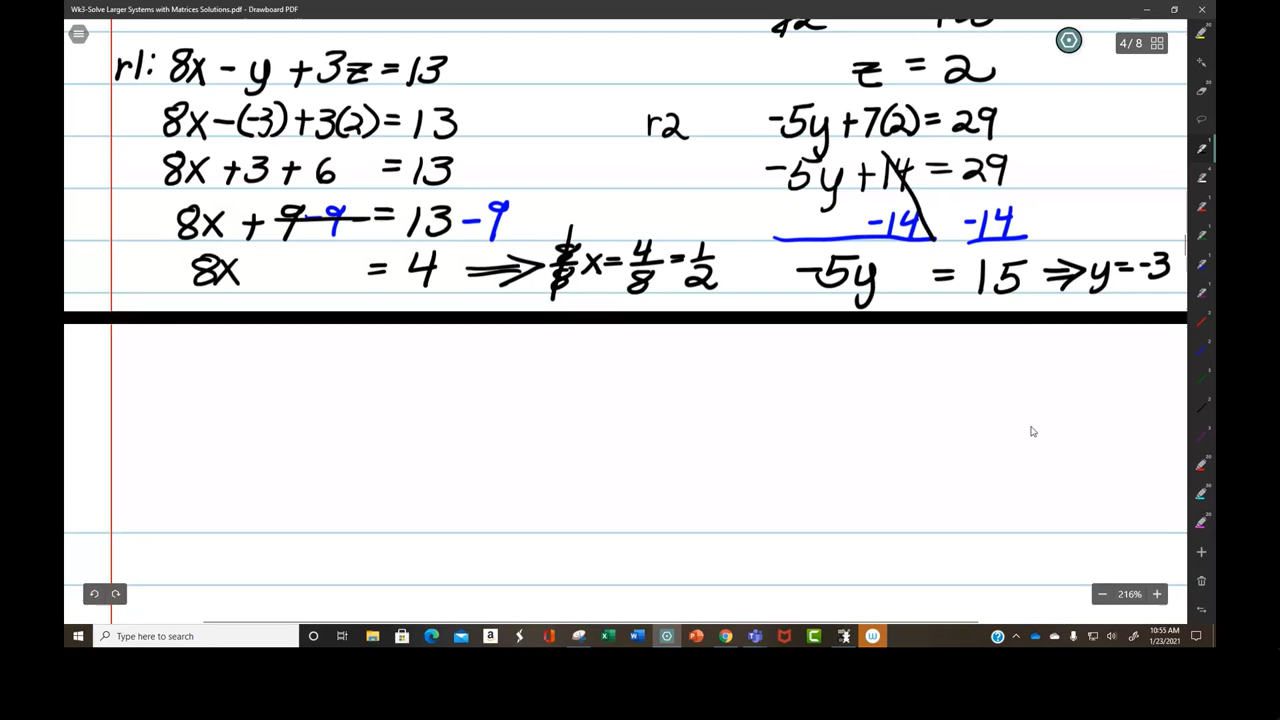 Wk3-Solve Larger Systems with Matrices Solutions.pdf - Drawboard PDF
4 / 8
r1: 8x - y + 3z = 13
z = 2
8x - (-3) + 3(2) = 13
r2 -5y + 7(2) = 29
8x + 3 + 6 = 13
-5y + 14 = 29
8x + 9 - 9 = 13 - 9
-14 -14
8x = 4 ⟹ 8/8 x = 4/8 = 1/2
-5y = 15 ⟹ y = -3
216%
Type here to search
10:55 AM
1/23/2021